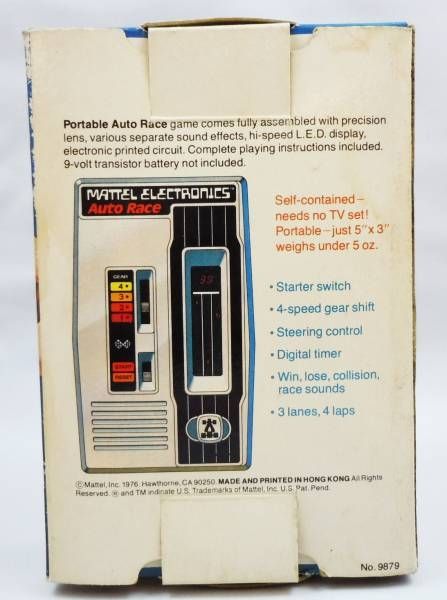 Portable Auto Race game comes fully assembled with precision
lens, various separate sound effects, hi-speed L.E.D. display,
electronic printed circuit. Complete playing instructions included.
9-volt transistor battery not included.
MATTEL ELECTRONICS™
Auto Race
GEAR
4
3
2
1
START
RESET
99
Self-contained–
needs no TV set!
Portable–just 5"x 3"
weighs under 5 oz.
• Starter switch
• 4-speed gear shift
• Steering control
• Digital timer
• Win, lose, collision,
race sounds
• 3 lanes, 4 laps
©Mattel, Inc. 1976. Hawthorne, CA 90250. MADE AND PRINTED IN HONG KONG All Rights
Reserved. ® and TM indinate U.S. Trademarks of Mattel, Inc. U.S. Pat. Pend.
No. 9879